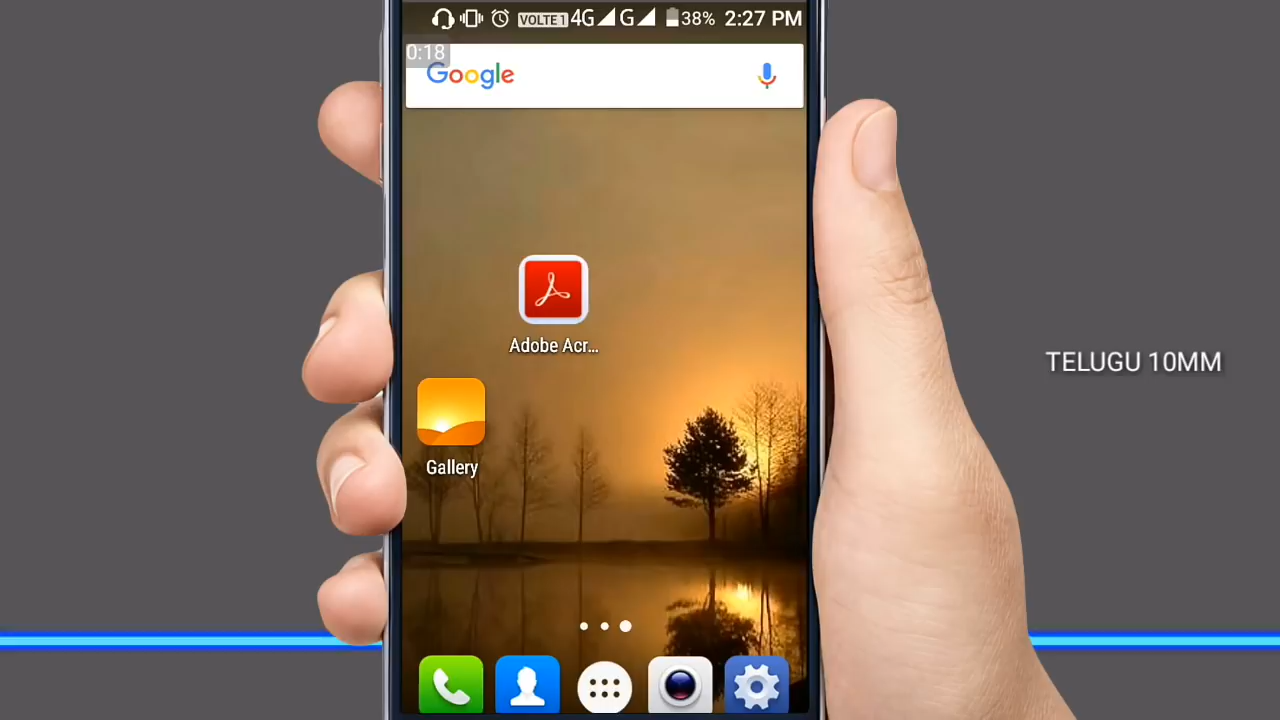 VOLTE 1 4G G 38% 2:27 PM
0:18
Google
Adobe Acr...
Gallery
TELUGU 10MM